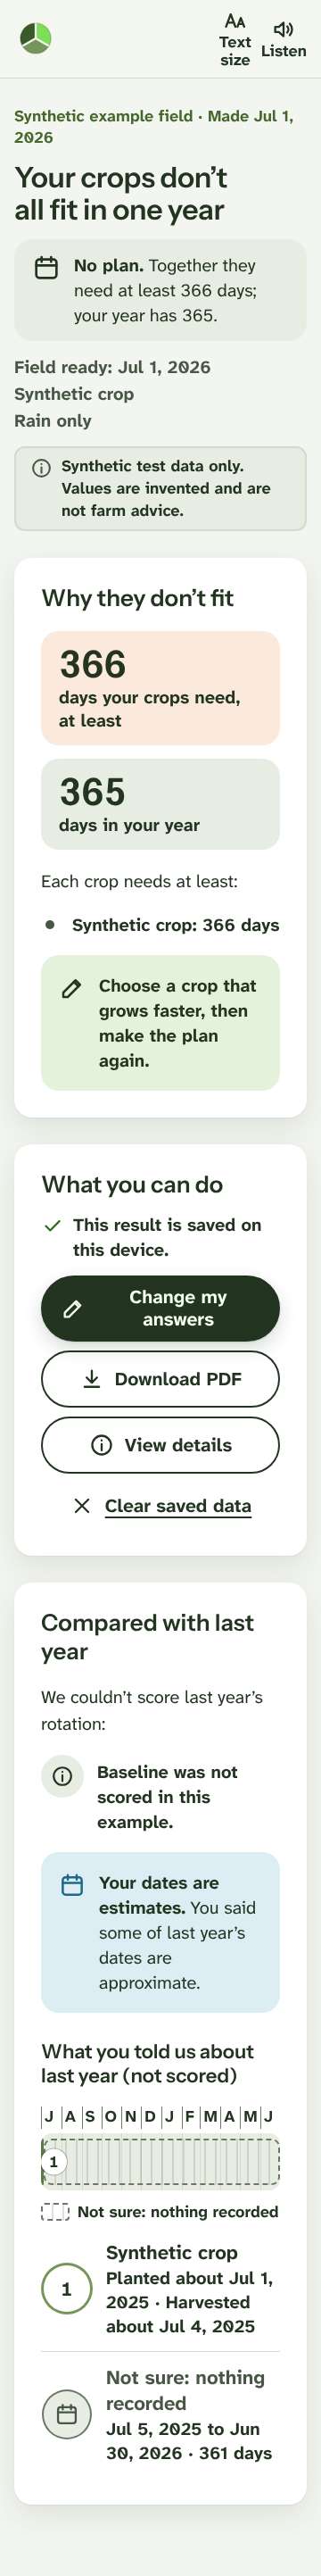 Text
size
Listen
Synthetic example field · Made Jul 1,
2026
Your crops don’t
all fit in one year
No plan. Together they
need at least 366 days;
your year has 365.
Field ready: Jul 1, 2026
Synthetic crop
Rain only
Synthetic test data only.
Values are invented and are
not farm advice.
Why they don’t fit
366
days your crops need,
at least
365
days in your year
Each crop needs at least:
Synthetic crop: 366 days
Choose a crop that
grows faster, then
make the plan
again.
What you can do
This result is saved on
this device.
Change my
answers
Download PDF
View details
Clear saved data
Compared with last
year
We couldn’t score last year’s
rotation:
Baseline was not
scored in this
example.
Your dates are
estimates. You said
some of last year’s
dates are
approximate.
What you told us about
last year (not scored)
J A S O N D J F M A M J
1
Not sure: nothing recorded
1
Synthetic crop
Planted about Jul 1,
2025 · Harvested
about Jul 4, 2025
Not sure: nothing
recorded
Jul 5, 2025 to Jun
30, 2026 · 361 days